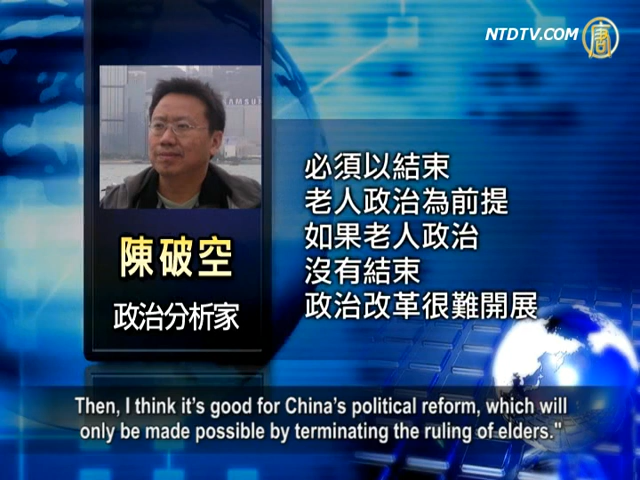 NTDTV.COM
唐
SAMSU
陳破空
政治分析家
必須以結束
老人政治為前提
如果老人政治
沒有結束
政治改革很難開展
Then, I think it’s good for China’s political reform, which will
only be made possible by terminating the ruling of elders."